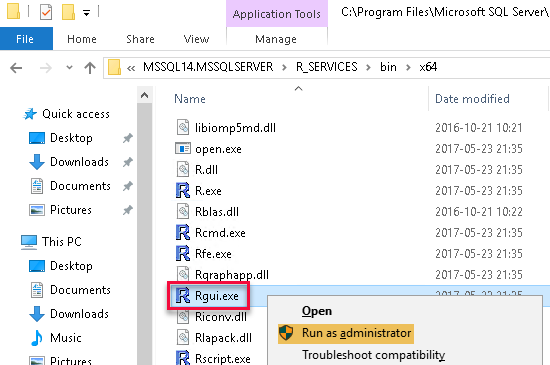 Application Tools
C:\Program Files\Microsoft SQL Server\
File
Home
Share
View
Manage
« MSSQL14.MSSQLSERVER > R_SERVICES > bin > x64
Name
Date modified
Quick access
Desktop
Downloads
Documents
Pictures
This PC
Desktop
Documents
Downloads
Music
Pictures
libiomp5md.dll 2016-10-21 10:21
open.exe 2017-05-23 21:35
R.dll 2017-05-23 21:35
R.exe 2017-05-23 21:35
Rblas.dll 2016-10-21 10:22
Rcmd.exe 2017-05-23 21:35
Rfe.exe 2017-05-23 21:35
Rgraphapp.dll 2017-05-23 21:35
Rgui.exe 2017-05-23 21:35
Riconv.dll
Rlapack.dll
Rscript.exe
Open
Run as administrator
Troubleshoot compatibility